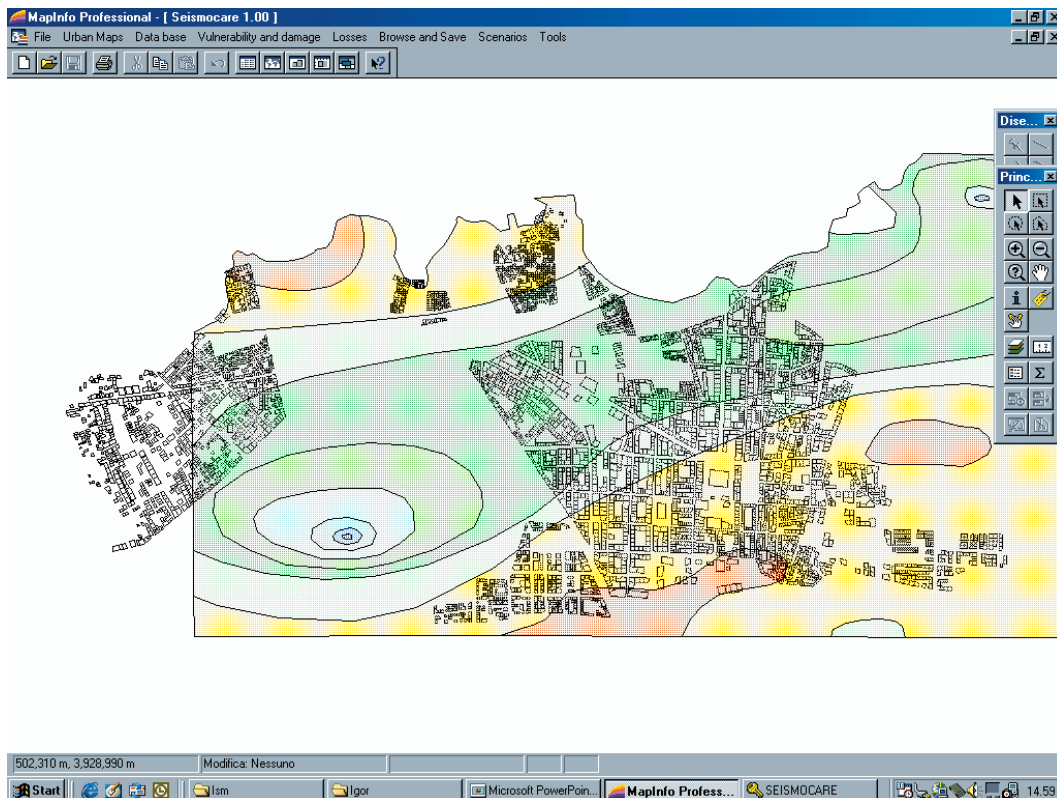 MapInfo Professional - [ Seismocare 1.00 ]
File Urban Maps Data base Vulnerability and damage Losses Browse and Save Scenarios Tools
Dise...
Princ...
502,310 m, 3,928,990 m Modifica: Nessuno
Start Ism Igor Microsoft PowerPoin... MapInfo Profess... SEISMOCARE 14.59